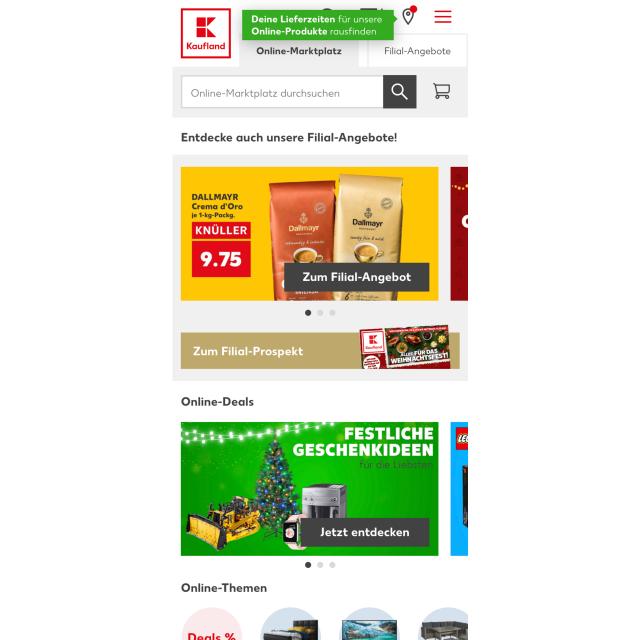 Kaufland
Deine Lieferzeiten für unsere
Online-Produkte rausfinden
Online-Marktplatz
Filial-Angebote
Online-Marktplatz durchsuchen
Entdecke auch unsere Filial-Angebote!
DALLMAYR
Crema d'Oro
je 1-kg-Packg.
KNÜLLER
9.75
Dallmayr
Dallmayr
Zum Filial-Angebot
Zum Filial-Prospekt
Kaufland
ALLES FÜR DAS
WEIHNACHTSFEST!
Online-Deals
FESTLICHE
GESCHENKIDEEN
für die Liebsten
Jetzt entdecken
Online-Themen
Deals %